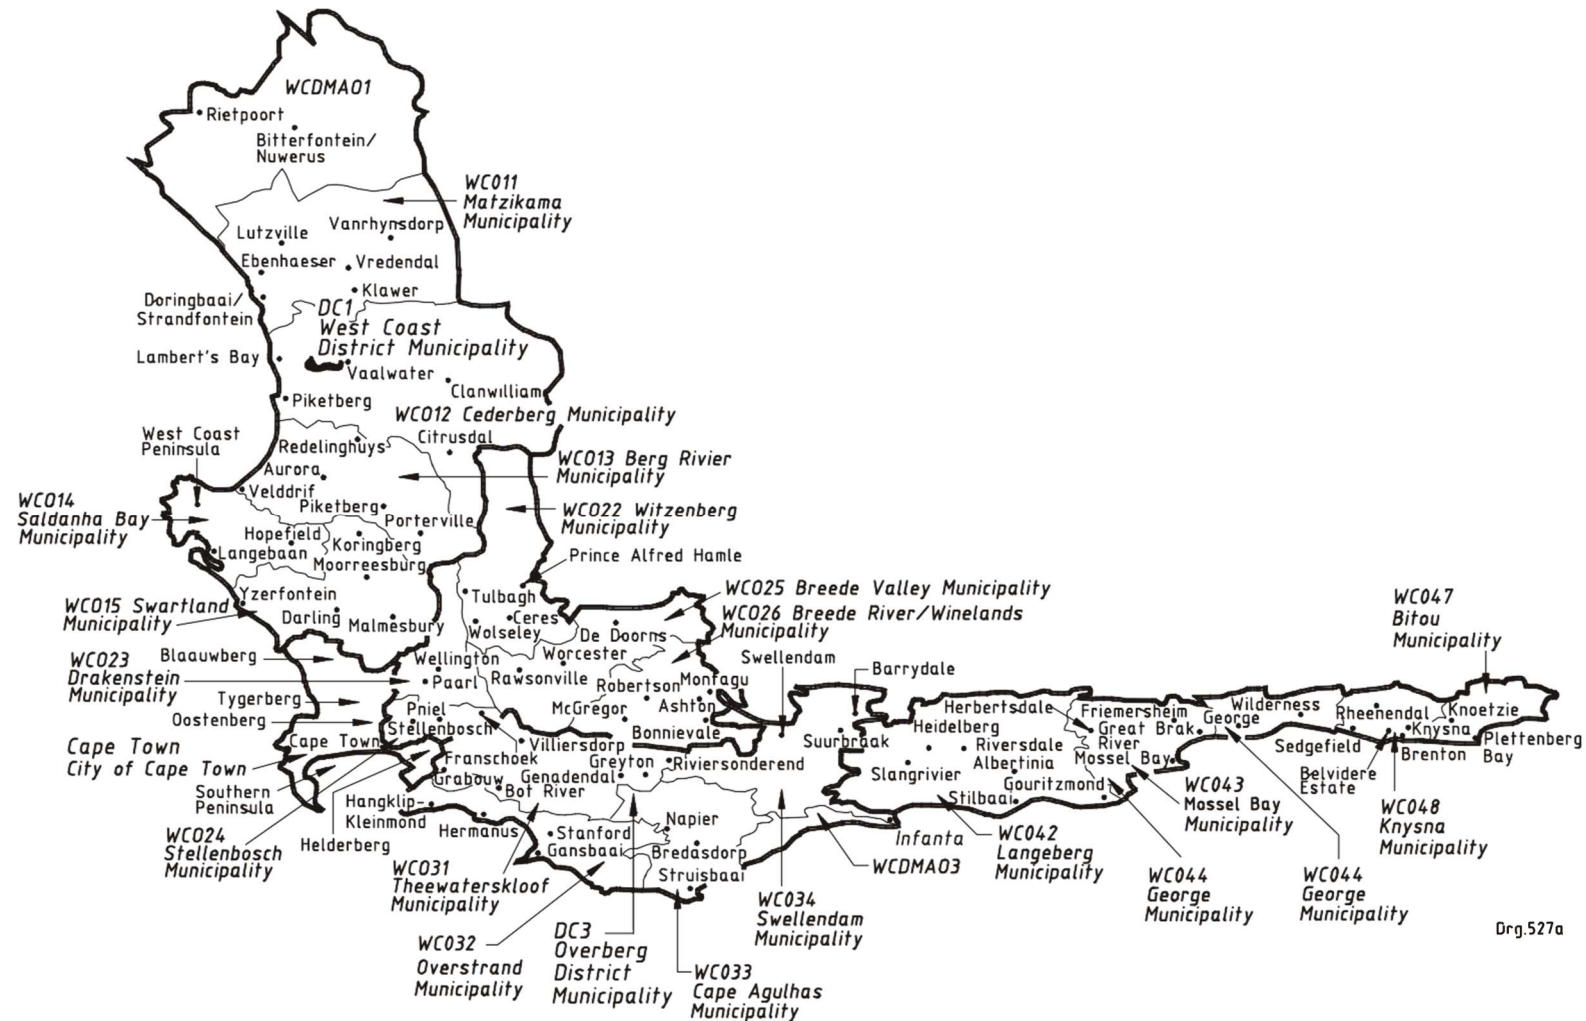 WCDMA01
Rietpoort
Bitterfontein/
Nuwerus
WC011
Matzikama
Municipality
Vanrhynsdorp
Lutzville
Ebenhaeser
Vredendal
Klawer
Doringbaai/
Strandfontein
DC1
West Coast
District Municipality
Lambert's Bay
Vaalwater
Clanwilliam
Piketberg
WC012 Cederberg Municipality
West Coast
Peninsula
Redelinghuys
Citrusdal
Aurora
WC013 Berg Rivier
Municipality
Velddrif
WC014
Saldanha Bay
Municipality
Piketberg
Porterville
WC022 Witzenberg
Municipality
Hopefield
Koringberg
Langebaan
Moorreesburg
Prince Alfred Hamle
Yzerfontein
Tulbagh
WC025 Breede Valley Municipality
WC015 Swartland
Municipality
Darling
Malmesbury
Ceres
Wolseley
WC026 Breede River/Winelands
Municipality
De Doorns
WC047
Bitou
Municipality
Blaauwberg
WC023
Drakenstein
Municipality
Wellington
Paarl
Worcester
Rawsonville
Swellendam
Barrydale
Robertson
Montagu
Ashton
Tygerberg
Oostenberg
Pniel
Stellenbosch
McGregor
Bonnievale
Herbertsdale
Friemersheim
Great Brak
River
George
Wilderness
Rheenendal
Knoetzie
Knysna
Cape Town
City of Cape Town
Cape Town
Franschoek
Villiersdorp
Greyton
Riviersonderend
Suurbraak
Heidelberg
Riversdale
Albertinia
Mossel Bay
Sedgefield
Brenton
Plettenberg
Bay
Belvidere
Estate
Southern
Peninsula
Grabouw
Genadendal
Bot River
Slangrivier
Gouritzmond
Stilbaai
WC043
Mossel Bay
Municipality
WC048
Knysna
Municipality
Hangklip-
Kleinmond
Hermanus
Stanford
Gansbaai
Napier
Bredasdorp
Struisbaai
Infanta
WC042
Langeberg
Municipality
WC024
Stellenbosch
Municipality
Helderberg
WC031
Theewaterskloof
Municipality
WCDMA03
WC034
Swellendam
Municipality
WC044
George
Municipality
WC044
George
Municipality
WC032
Overstrand
Municipality
DC3
Overberg
District
Municipality
WC033
Cape Agulhas
Municipality
Drg.527a